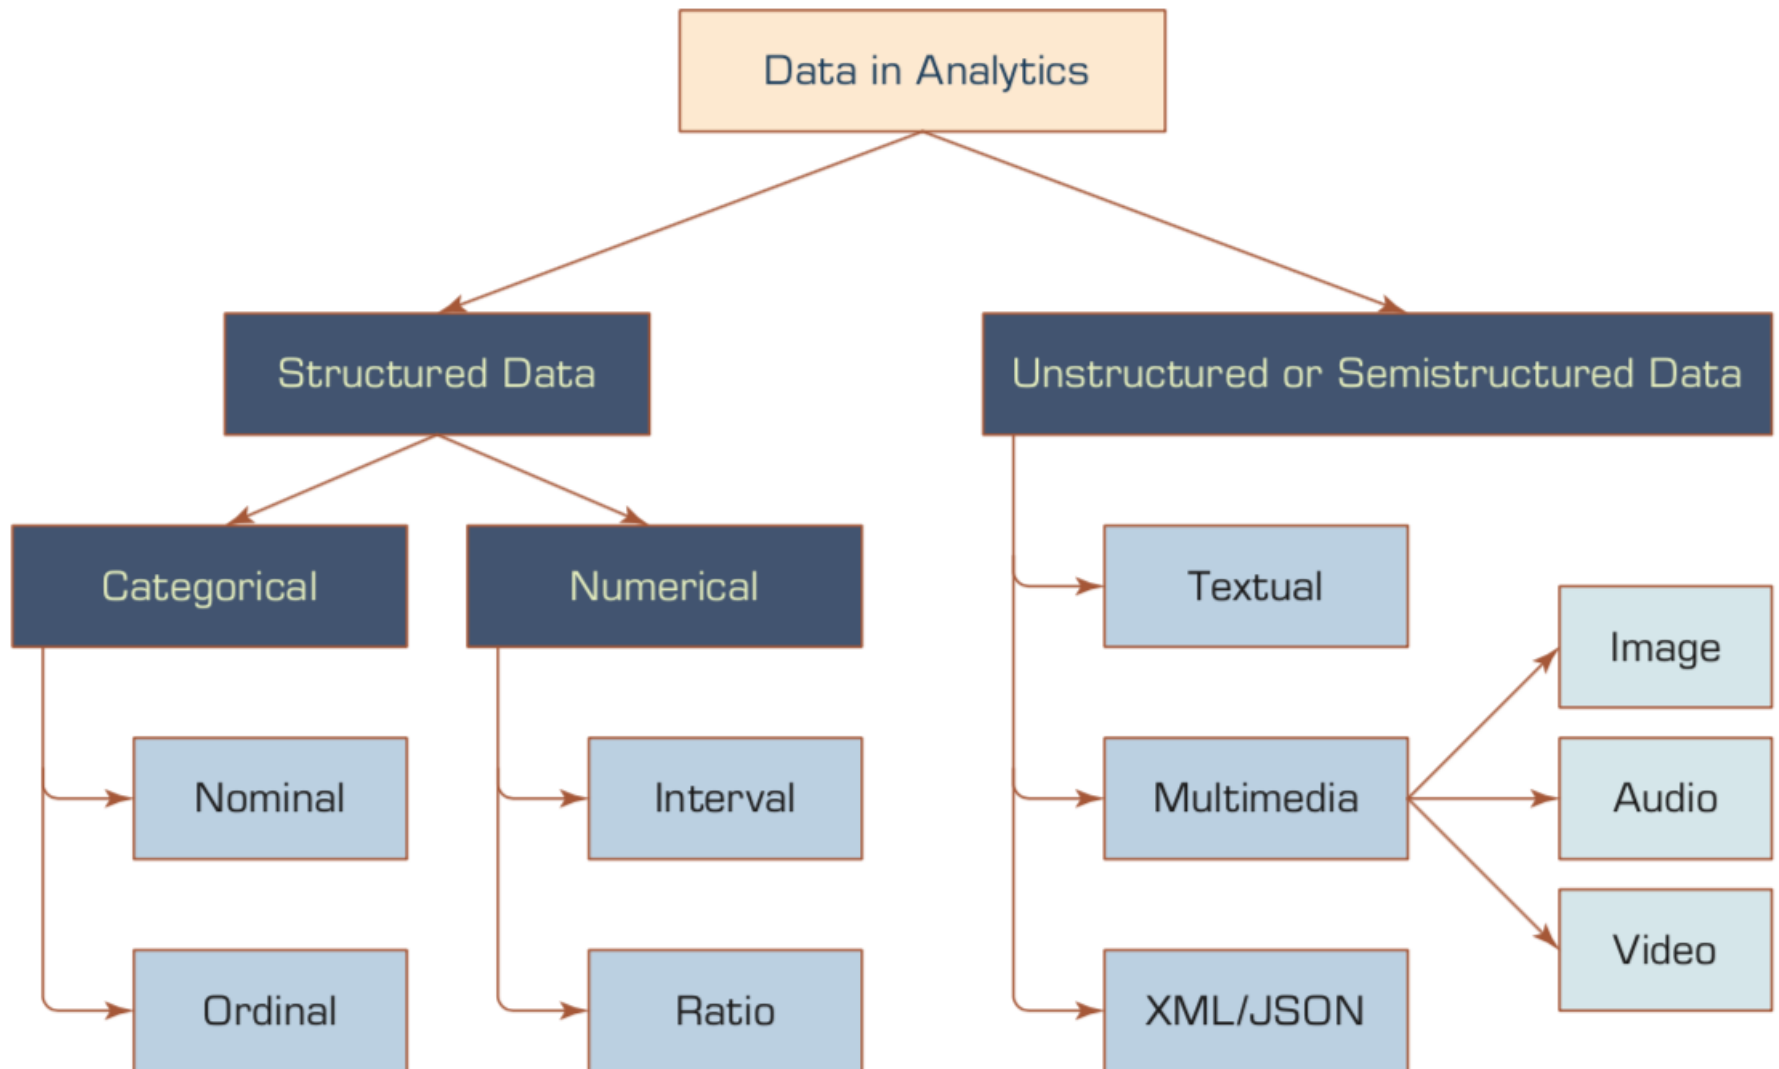 Data in Analytics
Structured Data
Unstructured or Semistructured Data
Categorical
Numerical
Textual
Image
Nominal
Interval
Multimedia
Audio
Video
Ordinal
Ratio
XML/JSON